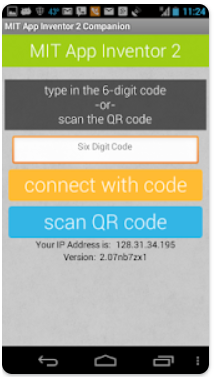 43° 11:24
MIT App Inventor 2 Companion
MIT App Inventor 2
type in the 6-digit code
-or-
scan the QR code
Six Digit Code
connect with code
scan QR code
Your IP Address is: 128.31.34.195
Version: 2.07nb7zx1